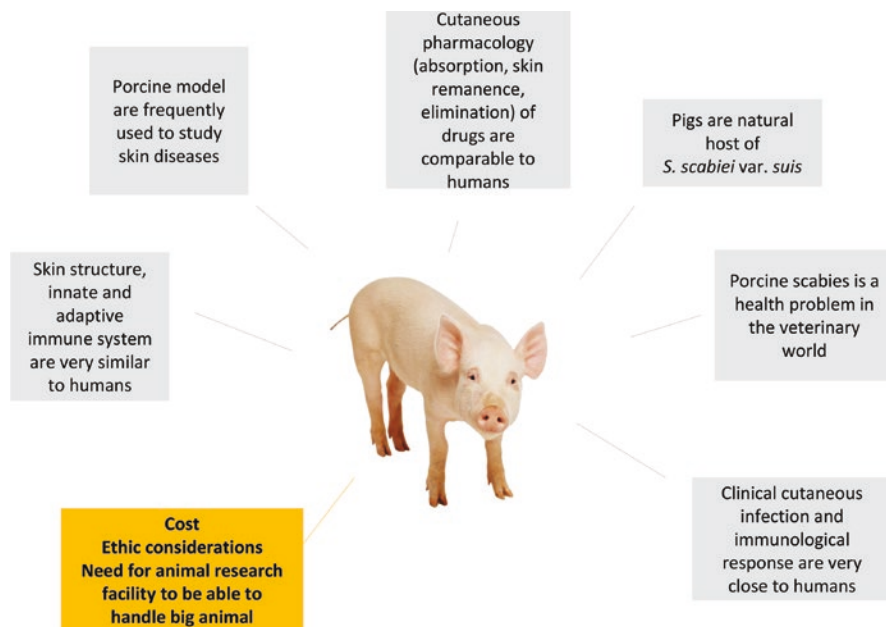 Cutaneous
pharmacology
(absorption, skin
remanence,
elimination) of
drugs are
comparable to
humans
Porcine model
are frequently
used to study
skin diseases
Pigs are natural
host of
S. scabiei var. suis
Skin structure,
innate and
adaptive
immune system
are very similar
to humans
Porcine scabies is a
health problem in
the veterinary
world
Cost
Ethic considerations
Need for animal research
facility to be able to
handle big animal
Clinical cutaneous
infection and
immunological
response are very
close to humans